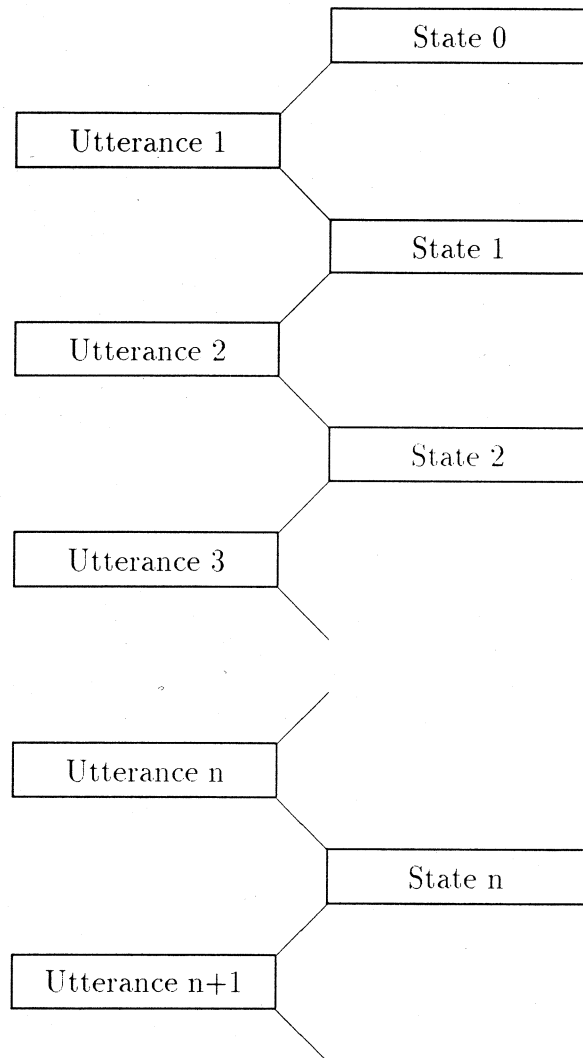 State 0
Utterance 1
State 1
Utterance 2
State 2
Utterance 3
Utterance n
State n
Utterance n+1